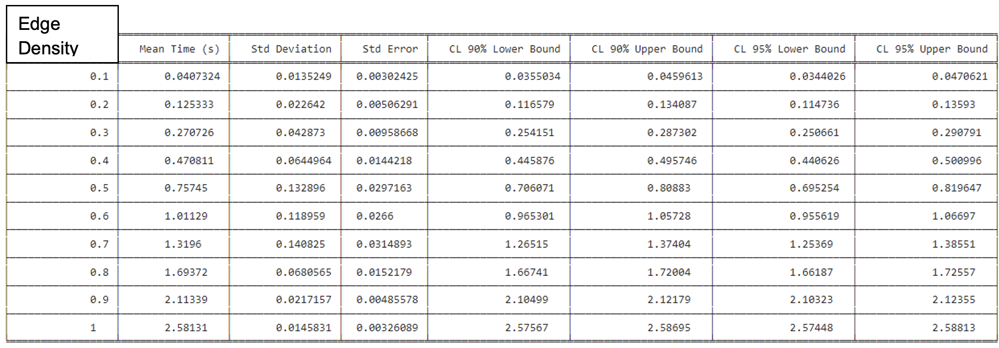 Edge
Density
Mean Time (s) Std Deviation Std Error CL 90% Lower Bound CL 90% Upper Bound CL 95% Lower Bound CL 95% Upper Bound
0.1 0.0407324 0.0135249 0.00302425 0.0355034 0.0459613 0.0344026 0.0470621
0.2 0.125333 0.022642 0.00506291 0.116579 0.134087 0.114736 0.13593
0.3 0.270726 0.042873 0.00958668 0.254151 0.287302 0.250661 0.290791
0.4 0.470811 0.0644964 0.0144218 0.445876 0.495746 0.440626 0.500996
0.5 0.75745 0.132896 0.0297163 0.706071 0.80883 0.695254 0.819647
0.6 1.01129 0.118959 0.0266 0.965301 1.05728 0.955619 1.06697
0.7 1.3196 0.140825 0.0314893 1.26515 1.37404 1.25369 1.38551
0.8 1.69372 0.0680565 0.0152179 1.66741 1.72004 1.66187 1.72557
0.9 2.11339 0.0217157 0.00485578 2.10499 2.12179 2.10323 2.12355
1 2.58131 0.0145831 0.00326089 2.57567 2.58695 2.57448 2.58813